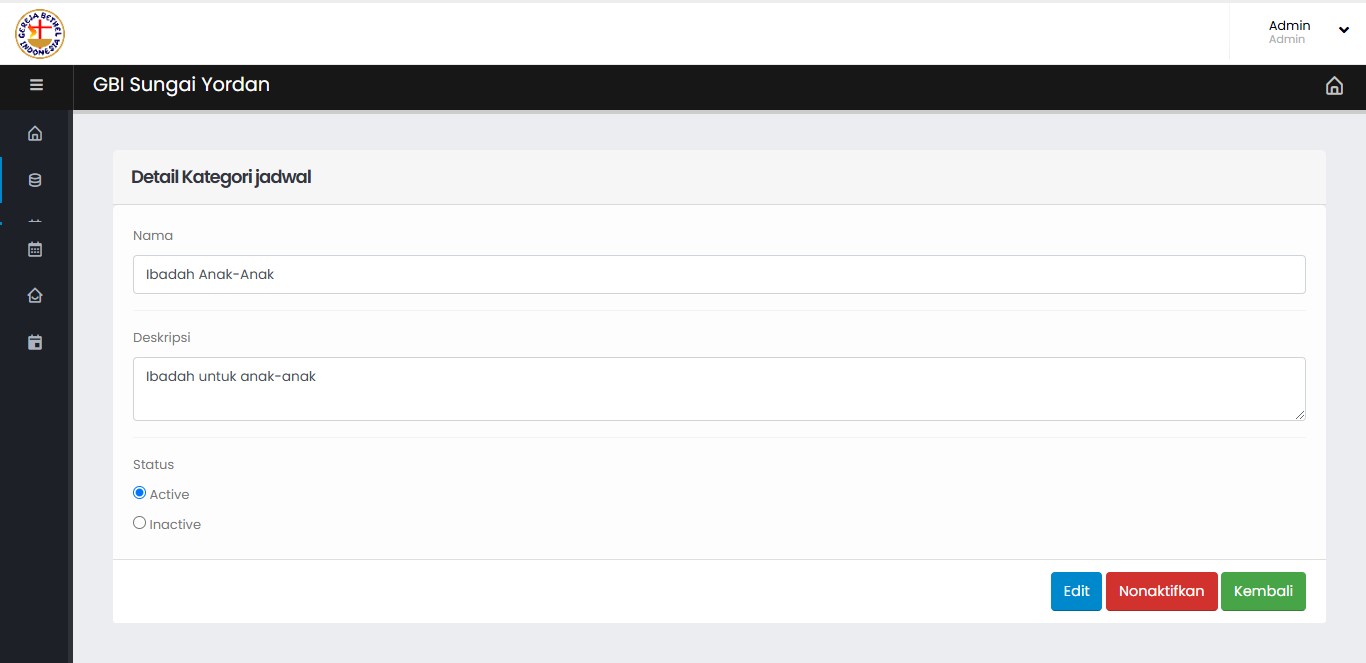 GEREJA BETHEL
INDONESIA
Admin
Admin
GBI Sungai Yordan
Detail Kategori jadwal
Nama
Ibadah Anak-Anak
Deskripsi
Ibadah untuk anak-anak
Status
Active
Inactive
Edit Nonaktifkan Kembali